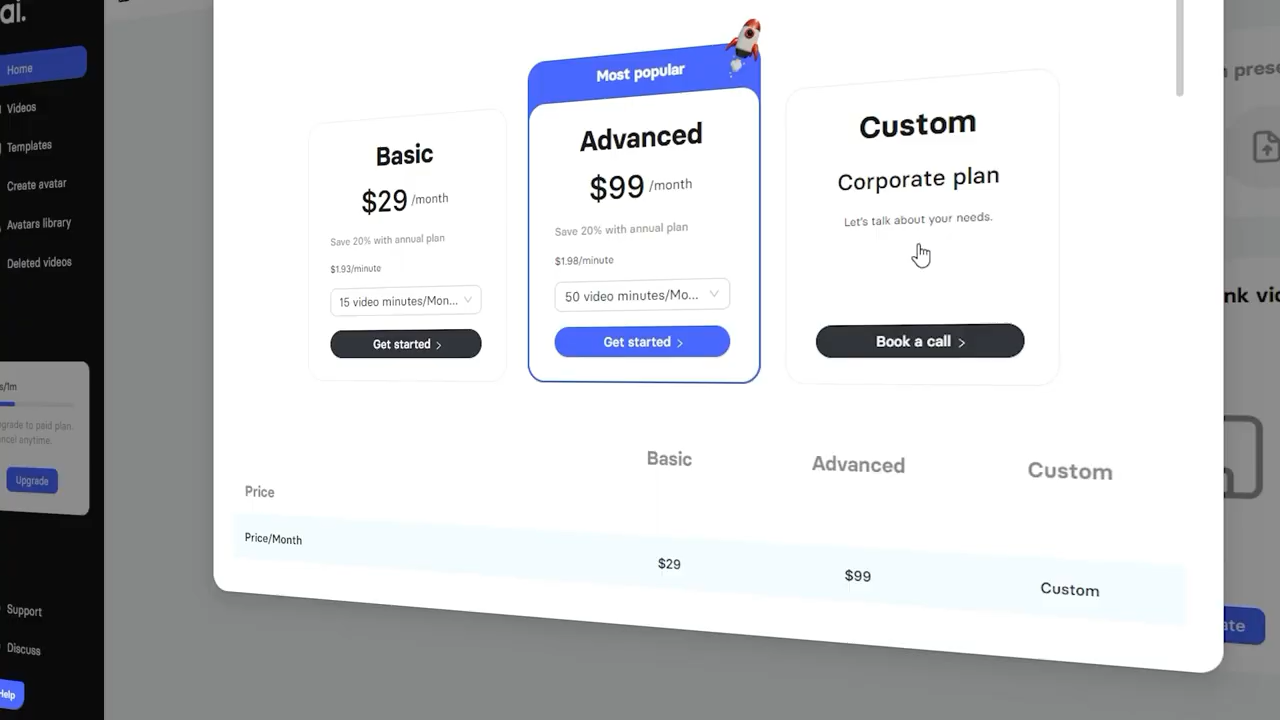 ai.
Home
Videos
Templates
Create avatar
Avatars library
Deleted videos
s/1m
grade to paid plan.
ncel anytime.
Upgrade
Support
Discuss
Help
Most popular
Basic
$29 /month
Save 20% with annual plan
$1.93/minute
15 video minutes/Mon...
Get started >
Advanced
$99 /month
Save 20% with annual plan
$1.98/minute
50 video minutes/Mo...
Get started >
Custom
Corporate plan
Let's talk about your needs.
Book a call >
Basic Advanced Custom
Price
Price/Month $29 $99 Custom
n prese
nk vid
ate